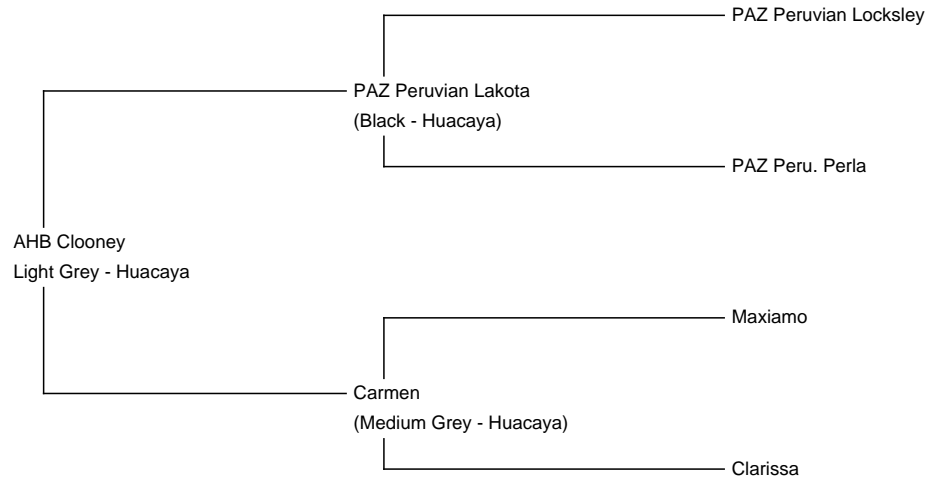 PAZ Peruvian Locksley
PAZ Peruvian Lakota
(Black - Huacaya)
PAZ Peru. Perla
AHB Clooney
Light Grey - Huacaya
Maxiamo
Carmen
(Medium Grey - Huacaya)
Clarissa